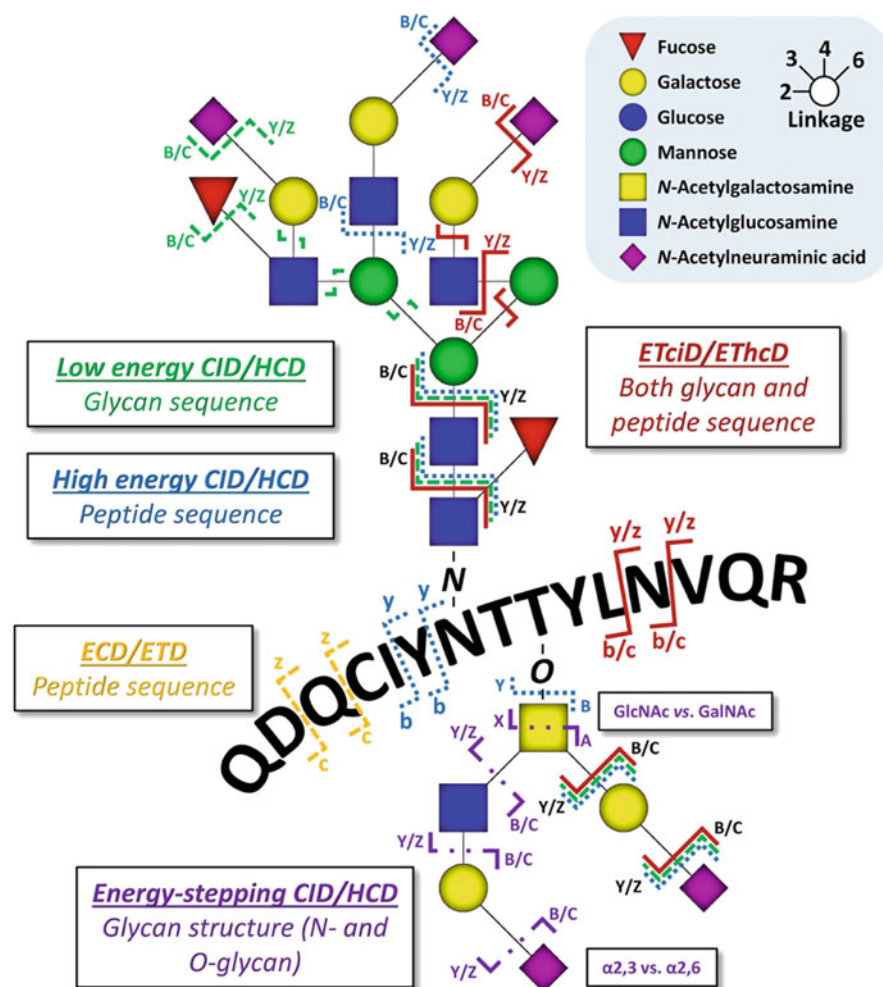 B/C
Y/Z
B/C
Y/Z
B/C
Y/Z
B/C
Y/Z
B/C
Y/Z
B/C
Y/Z
B/C
Y/Z
B/C
Y/Z
B/C
Y/Z
Fucose
Galactose
Glucose
Mannose
N-Acetylgalactosamine
N-Acetylglucosamine
N-Acetylneuraminic acid
2
3
4
6
Linkage
Low energy CID/HCD
Glycan sequence
High energy CID/HCD
Peptide sequence
ETciD/EThcD
Both glycan and
peptide sequence
ECD/ETD
Peptide sequence
N
QDQCIYNTTYLNVQR
z
z
c
c
y
y
b
b
y/z
y/z
b/c
b/c
O
Y
B
X
A
GlcNAc vs. GalNAc
Y/Z
B/C
B/C
Y/Z
Y/Z
B/C
B/C
Y/Z
B/C
Y/Z
Energy-stepping CID/HCD
Glycan structure (N- and
O-glycan)
α2,3 vs. α2,6